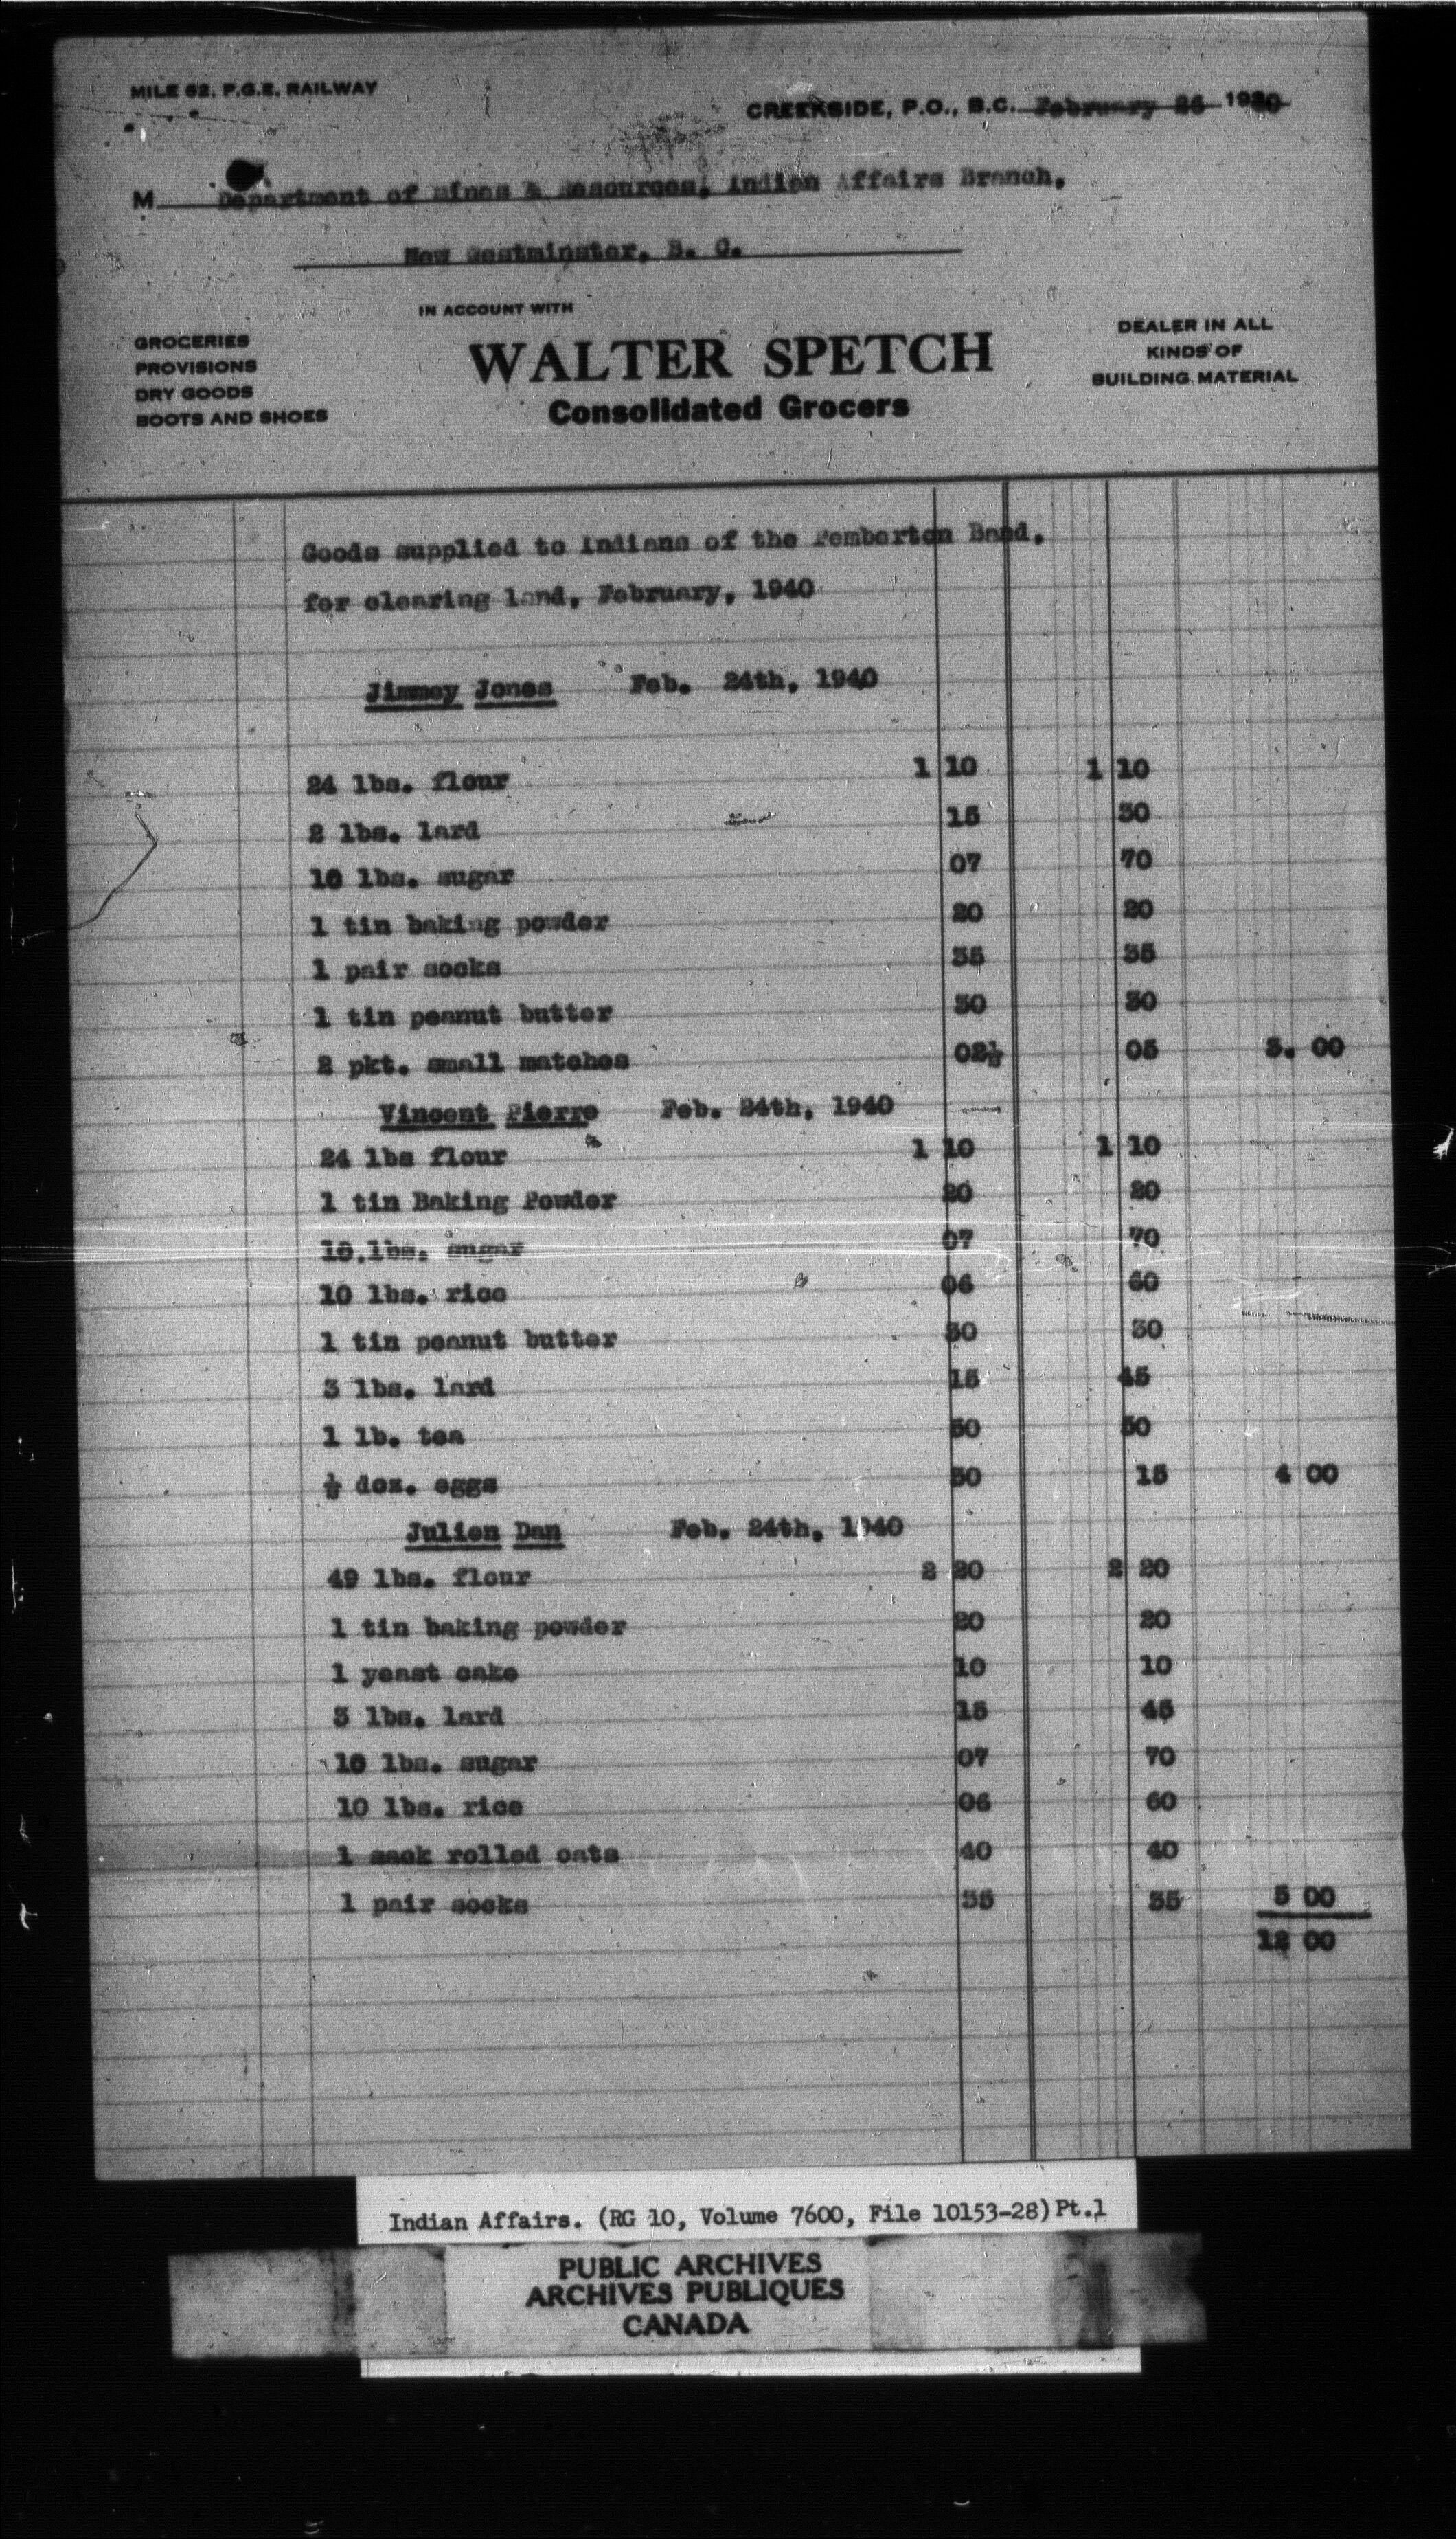 MILE 62, P.G.E. RAILWAY
CREEKSIDE, P.O., B.C. February 26 1940
M Department of Mines & Resources, Indian Affairs Branch,
New Westminster, B. C.
IN ACCOUNT WITH
GROCERIES
PROVISIONS
DRY GOODS
BOOTS AND SHOES
WALTER SPETCH
Consolidated Grocers
DEALER IN ALL
KINDS OF
BUILDING MATERIAL
Goods supplied to Indians of the Pemberton Band,
for clearing land, February, 1940
Jimmey Jones Feb. 24th, 1940
24 lbs. flour 1 10 1 10
2 lbs. lard 15 30
10 lbs. sugar 07 70
1 tin baking powder 20 20
1 pair socks 35 35
1 tin peanut butter 30 30
2 pkt. small matches 02½ 05 3. 00
Vincent Pierre Feb. 24th, 1940
24 lbs flour 1 10 1 10
1 tin Baking Powder 20 20
10 lbs. sugar 07 70
10 lbs. rice 06 60
1 tin peanut butter 30 30
3 lbs. lard 15 45
1 lb. tea 50 50
½ doz. eggs 30 15 4 00
Julien Dan Feb. 24th, 1940
49 lbs. flour 2 20 2 20
1 tin baking powder 20 20
1 yeast cake 10 10
3 lbs. lard 15 45
10 lbs. sugar 07 70
10 lbs. rice 06 60
1 sack rolled oats 40 40
1 pair socks 35 35 5 00
12 00
Indian Affairs. (RG 10, Volume 7600, File 10153-28) Pt.1
PUBLIC ARCHIVES
ARCHIVES PUBLIQUES
CANADA